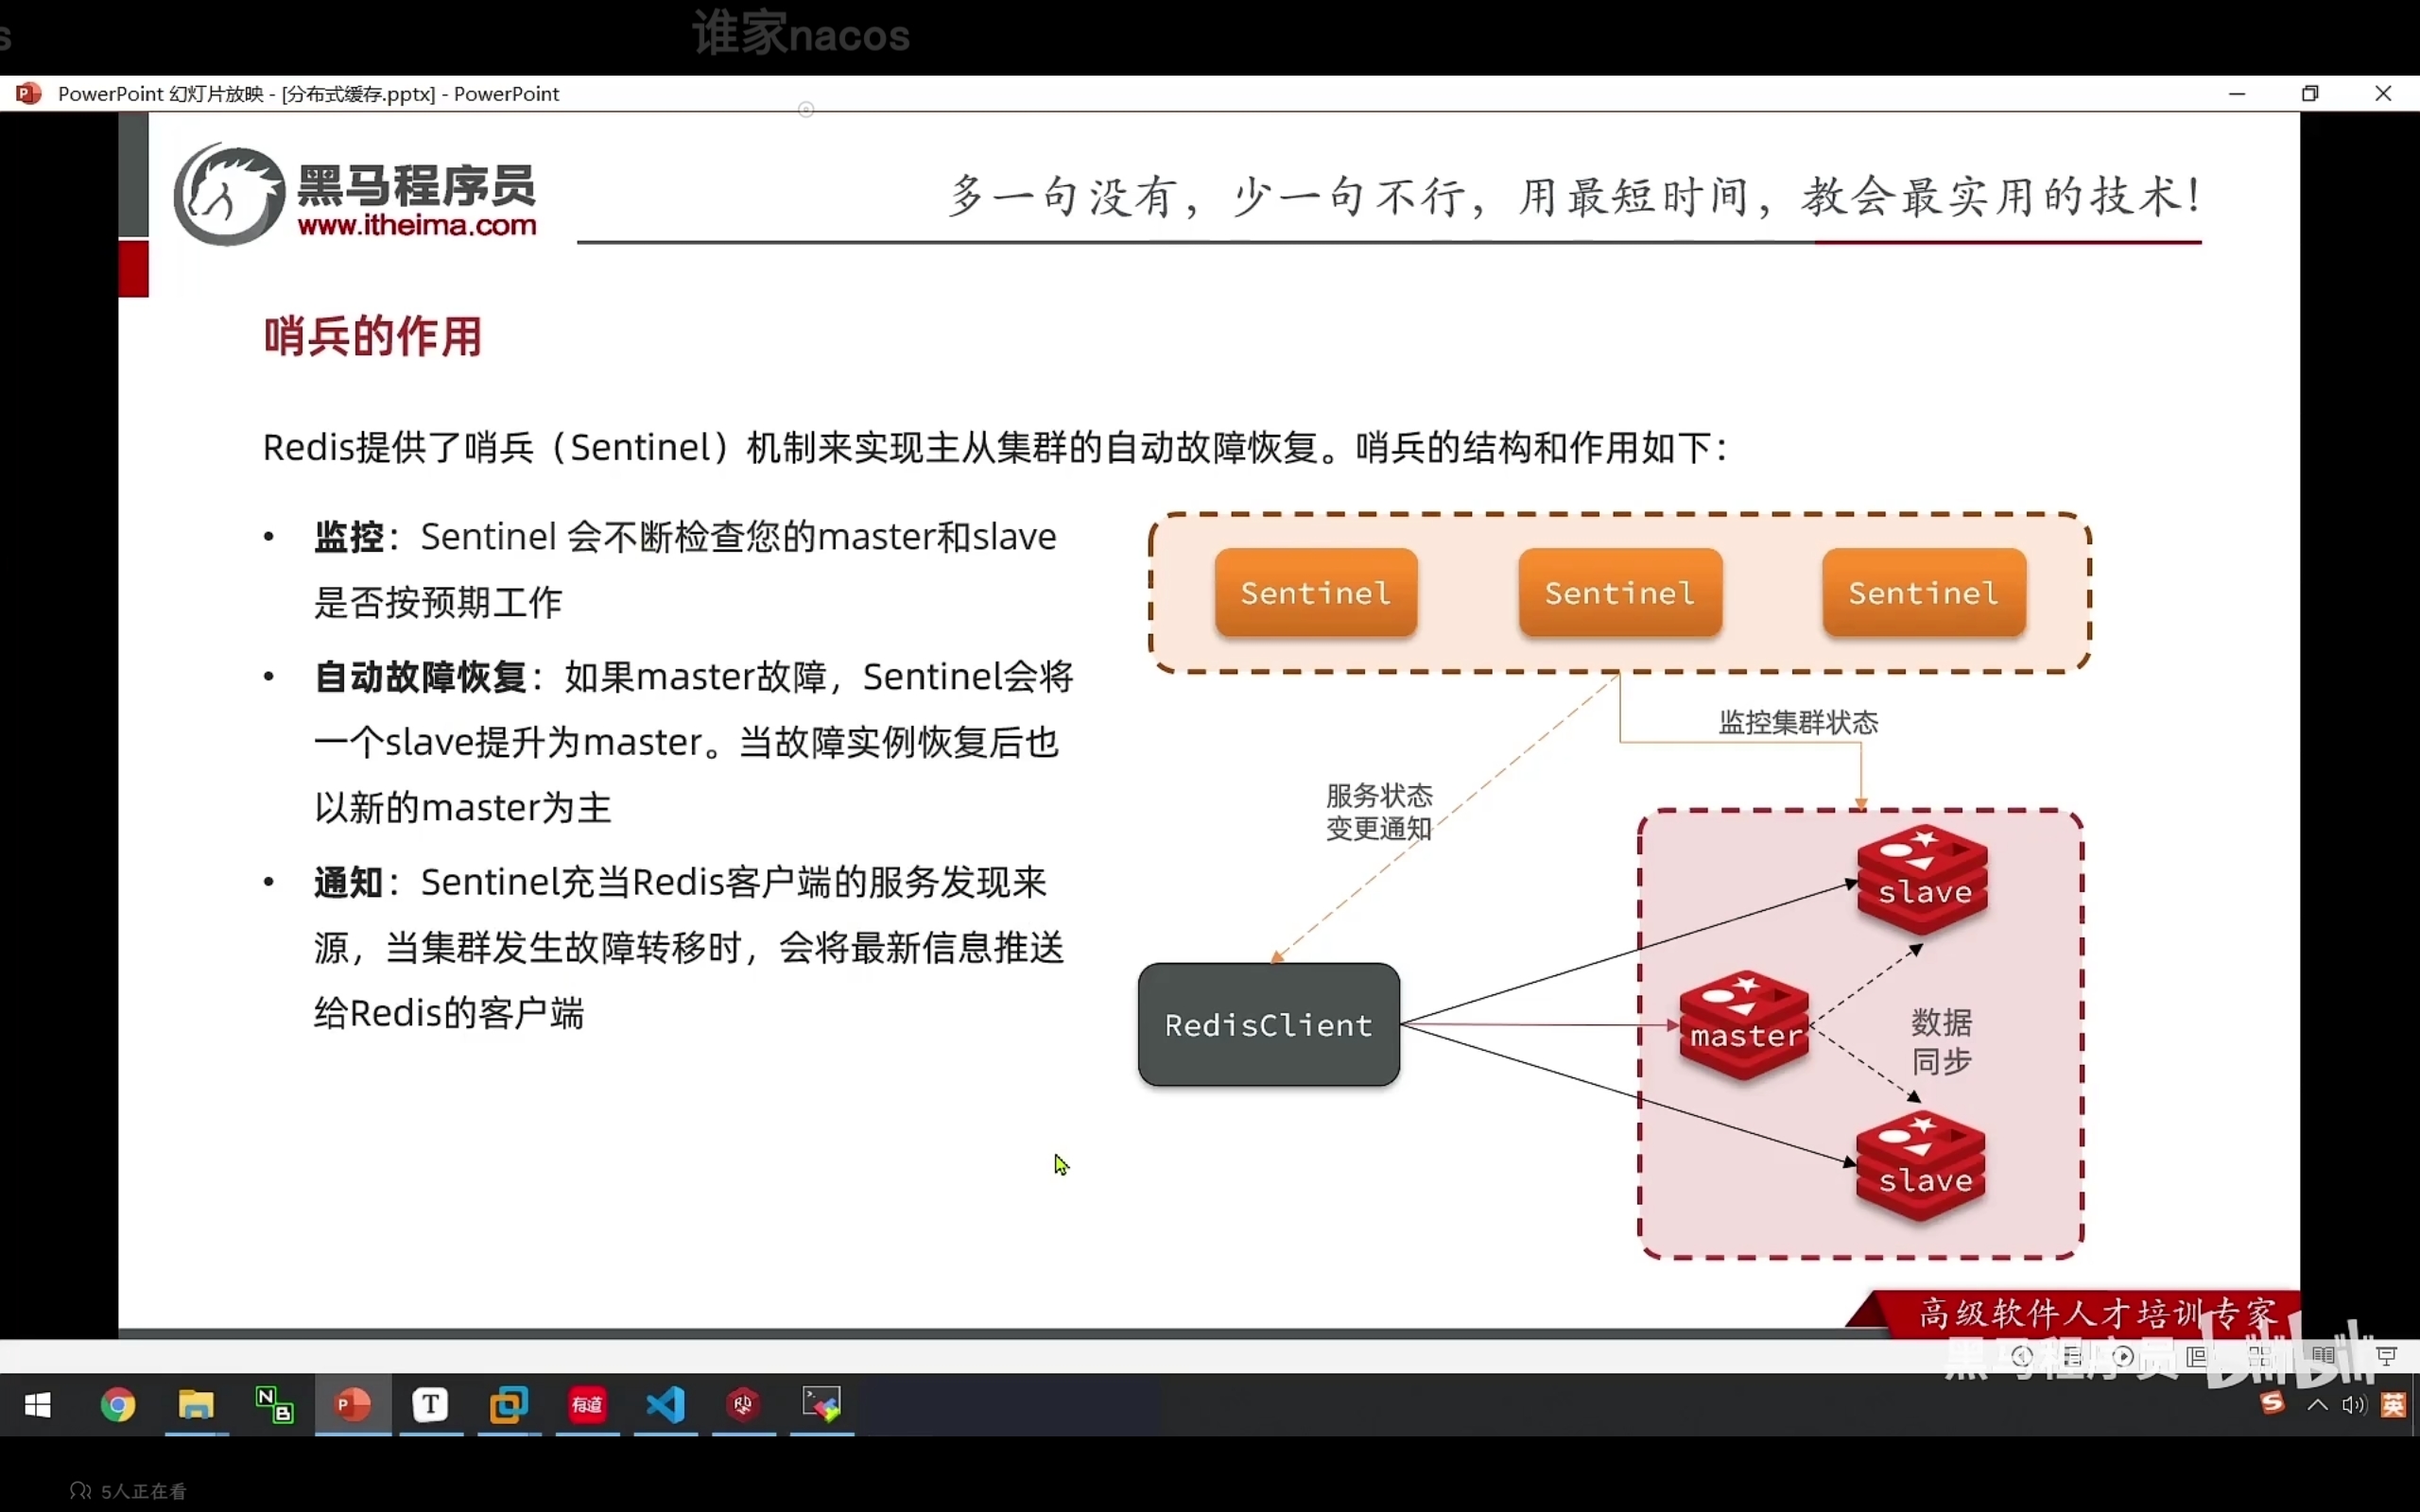 谁家nacos
PowerPoint 幻灯片放映 - [分布式缓存.pptx] - PowerPoint
黑马程序员
www.itheima.com
多一句没有，少一句不行，用最短时间，教会最实用的技术！
哨兵的作用
Redis提供了哨兵（Sentinel）机制来实现主从集群的自动故障恢复。哨兵的结构和作用如下：
• 监控：Sentinel 会不断检查您的master和slave
是否按预期工作
• 自动故障恢复：如果master故障，Sentinel会将
一个slave提升为master。当故障实例恢复后也
以新的master为主
• 通知：Sentinel充当Redis客户端的服务发现来
源，当集群发生故障转移时，会将最新信息推送
给Redis的客户端
Sentinel
Sentinel
Sentinel
监控集群状态
服务状态
变更通知
slave
RedisClient
master
数据
同步
slave
高级软件人才培训专家
黑马程序员
bilibili
有道
英
5人正在看